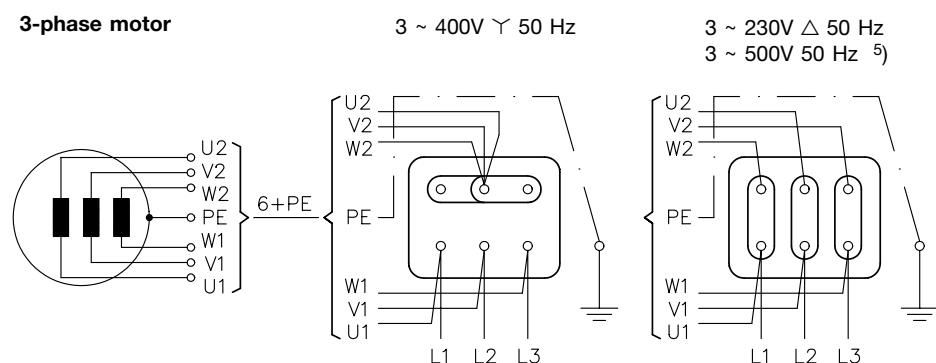 3-phase motor
3 ~ 400V Y 50 Hz
3 ~ 230V △ 50 Hz
3 ~ 500V 50 Hz ⁵)
U2
V2
W2
PE
W1
V1
U1
6+PE
U2
V2
W2
PE
W1
V1
U1
L1 L2 L3
U2
V2
W2
PE
W1
V1
U1
L1 L2 L3